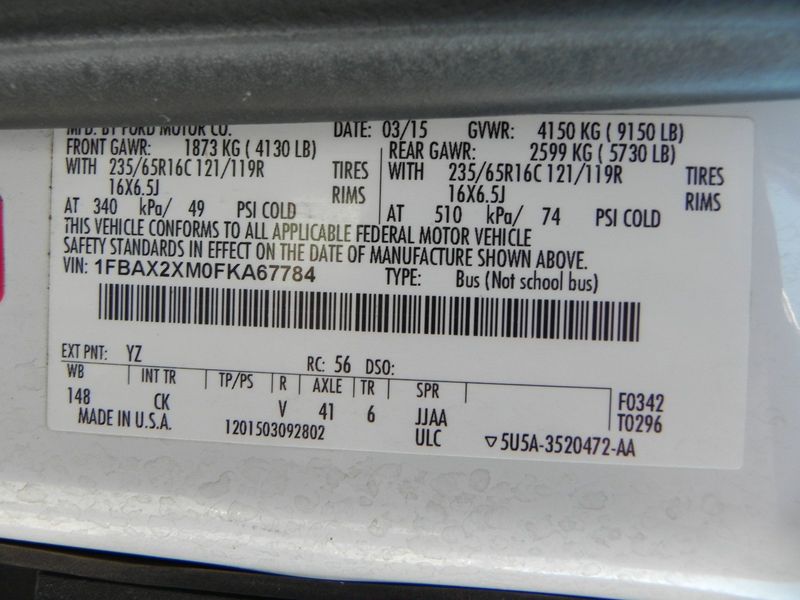 MFD. BY FORD MOTOR CO. DATE: 03/15 GVWR: 4150 KG ( 9150 LB)
FRONT GAWR: 1873 KG ( 4130 LB) REAR GAWR: 2599 KG ( 5730 LB)
WITH 235/65R16C 121/119R TIRES WITH 235/65R16C 121/119R TIRES
16X6.5J RIMS 16X6.5J RIMS
AT 340 kPa/ 49 PSI COLD AT 510 kPa/ 74 PSI COLD
THIS VEHICLE CONFORMS TO ALL APPLICABLE FEDERAL MOTOR VEHICLE
SAFETY STANDARDS IN EFFECT ON THE DATE OF MANUFACTURE SHOWN ABOVE.
VIN: 1FBAX2XM0FKA67784 TYPE: Bus (Not school bus)
EXT PNT: YZ RC: 56 DSO:
WB INT TR TP/PS R AXLE TR SPR
148 CK V 41 6 JJAA F0342
MADE IN U.S.A. 1201503092802 ULC ▽5U5A-3520472-AA T0296